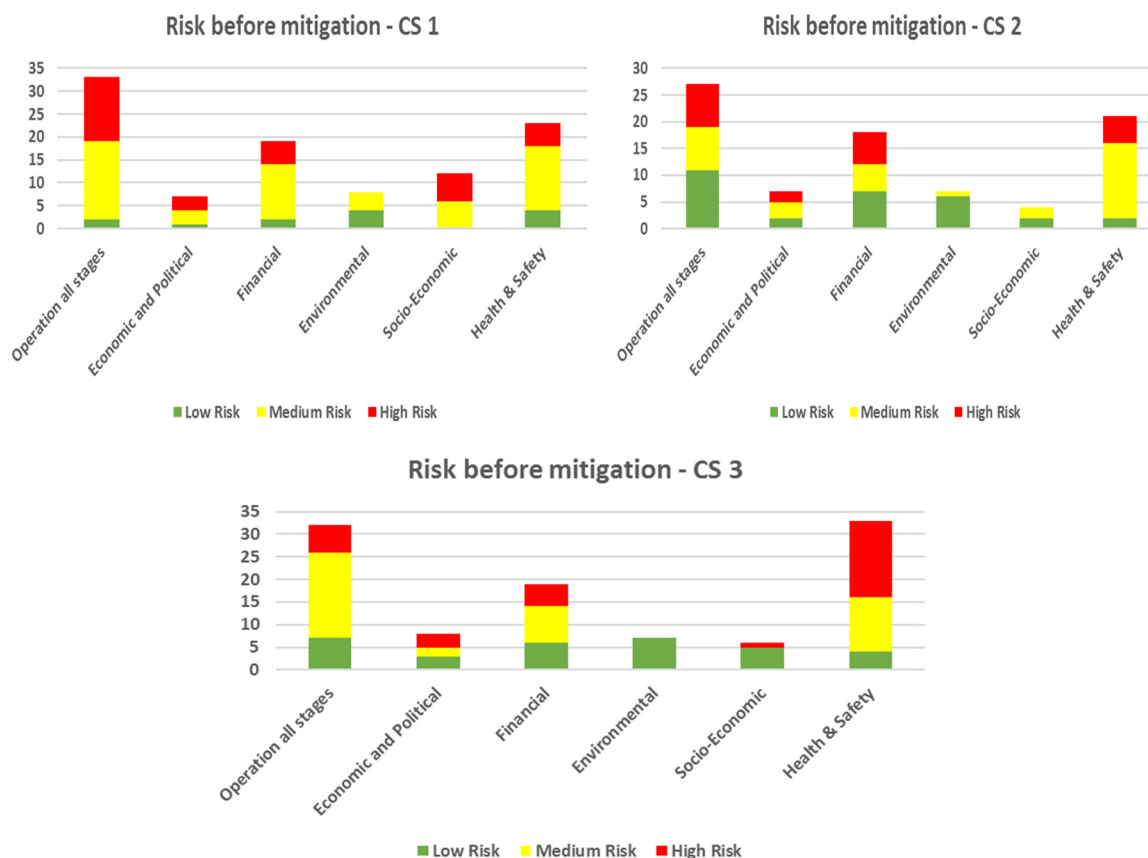 Risk before mitigation - CS 1
35
30
25
20
15
10
5
0
Operation all stages
Economic and Political
Financial
Environmental
Socio-Economic
Health & Safety
Low Risk Medium Risk High Risk
Risk before mitigation - CS 2
30
25
20
15
10
5
0
Operation all stages
Economic and Political
Financial
Environmental
Socio-Economic
Health & Safety
Low Risk Medium Risk High Risk
Risk before mitigation - CS 3
35
30
25
20
15
10
5
0
Operation all stages
Economic and Political
Financial
Environmental
Socio-Economic
Health & Safety
Low Risk Medium Risk High Risk